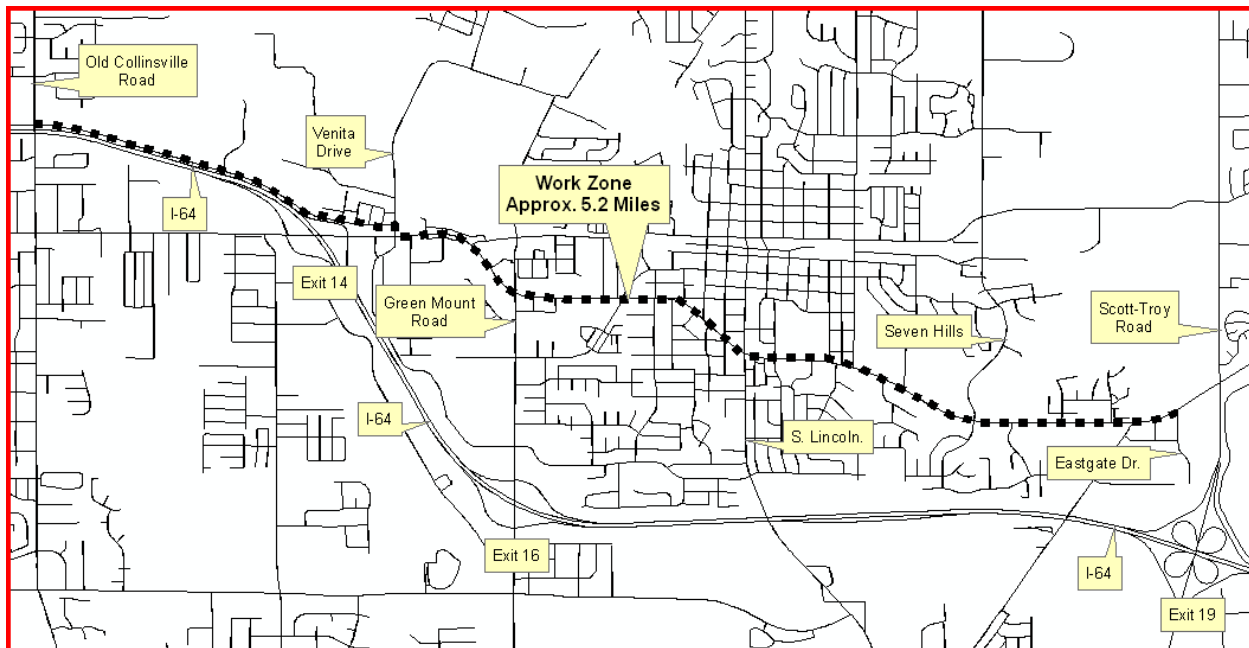 Old Collinsville
Road
Venita
Drive
Work Zone
Approx. 5.2 Miles
I-64
Exit 14
Green Mount
Road
Seven Hills
Scott-Troy
Road
I-64
S. Lincoln.
Eastgate Dr.
Exit 16
I-64
Exit 19